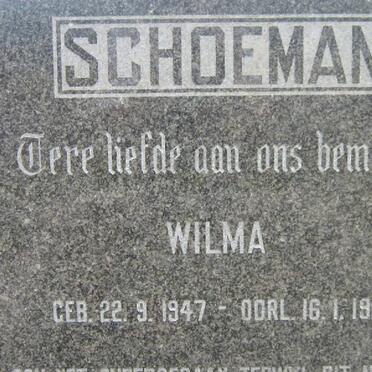 SCHOEMAN
Tere liefde aan ons bem
WILMA
GEB. 22. 9. 1947 - OORL. 16. 1. 19